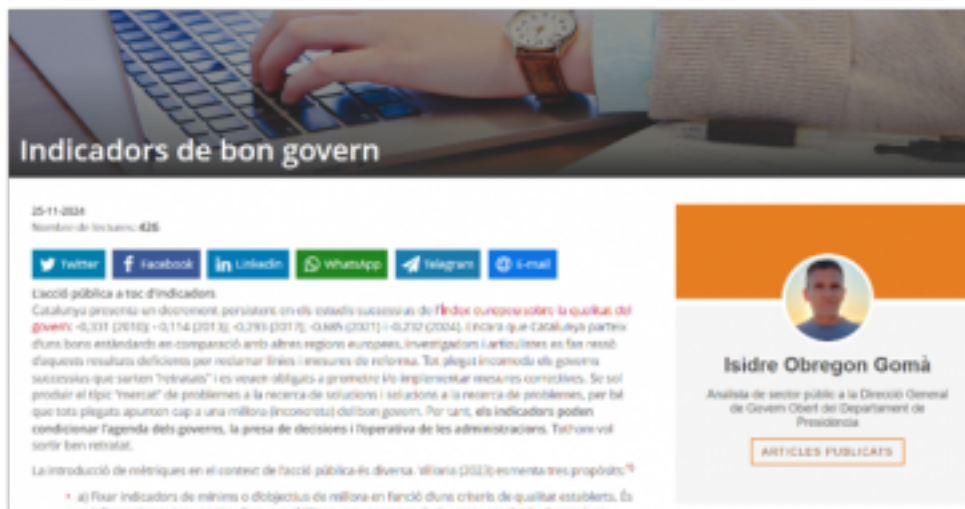 Indicadors de bon govern
25-11-2024
Nombre de lectures: 426
Twitter
Facebook
Linkedin
WhatsApp
Telegram
E-mail
L'acció pública a toc d'indicadors
Catalunya presenta un decrement persistent en els estudis successius de l'Índex europeu sobre la qualitat del
govern: -0,331 (2010); -0,114 (2013); -0,293 (2017); -0,685 (2021) i -0,232 (2024). Encara que Catalunya parteix
d'uns bons estàndards en comparació amb altres regions europees, investigadors i articulistes es fan ressò
d'aquests resultats deficients per reclamar línies i mesures de reforma. Tot plegat incomoda els governs
successius que surten "retratats" i es veuen obligats a prometre i/o implementar mesures correctives. Se sol
produir el típic "mercat" de problemes a la recerca de solucions i solucions a la recerca de problemes, per bé
que tots plegats apunten cap a una millora (inconcreta) del bon govern. Per tant, els indicadors poden
condicionar l'agenda dels governs, la presa de decisions i l'operativa de les administracions. Tothom vol
sortir ben retratat.
La introducció de mètriques en el context de l'acció pública és diversa. Villoria (2023) esmenta tres propòsits:
a) Fixar indicadors de mínims o d'objectius de millora en funció d'uns criteris de qualitat establerts. És
Isidre Obregon Gomà
Analista de sector públic a la Direcció General
de Govern Obert del Departament de
Presidència
ARTICLES PUBLICATS